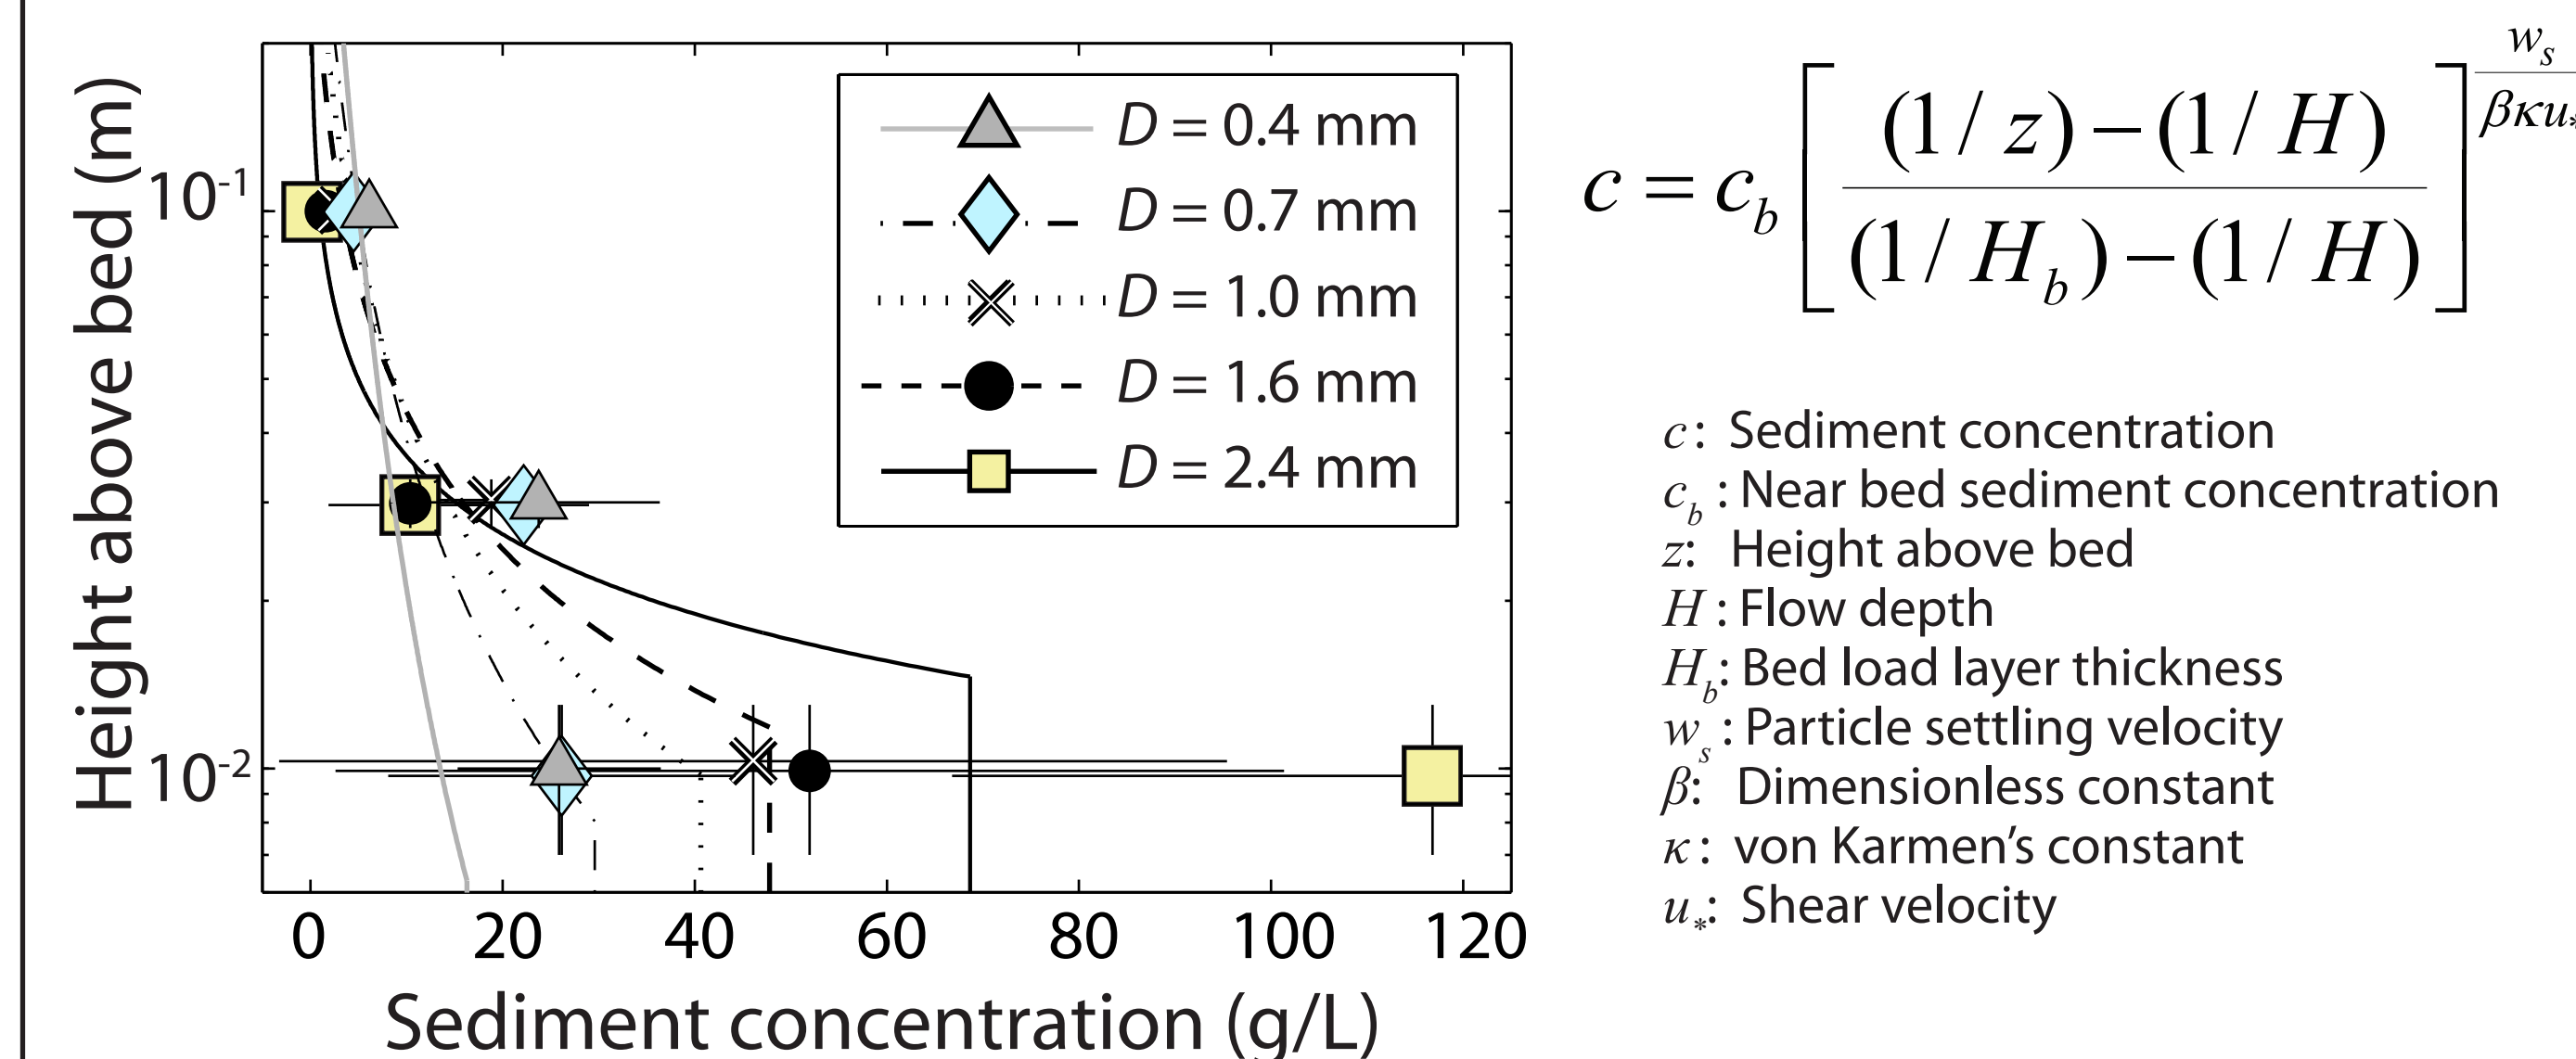 Height above bed (m)
10-1
10-2
0 20 40 60 80 100 120
Sediment concentration (g/L)
D = 0.4 mm
D = 0.7 mm
D = 1.0 mm
D = 1.6 mm
D = 2.4 mm
c = c_b [ ((1 / z) – (1 / H)) / ((1 / H_b) – (1 / H)) ]^(w_s / βκu_*)
c : Sediment concentration
c_b : Near bed sediment concentration
z: Height above bed
H : Flow depth
H_b: Bed load layer thickness
w_s : Particle settling velocity
β: Dimensionless constant
κ : von Karmen’s constant
u_*: Shear velocity